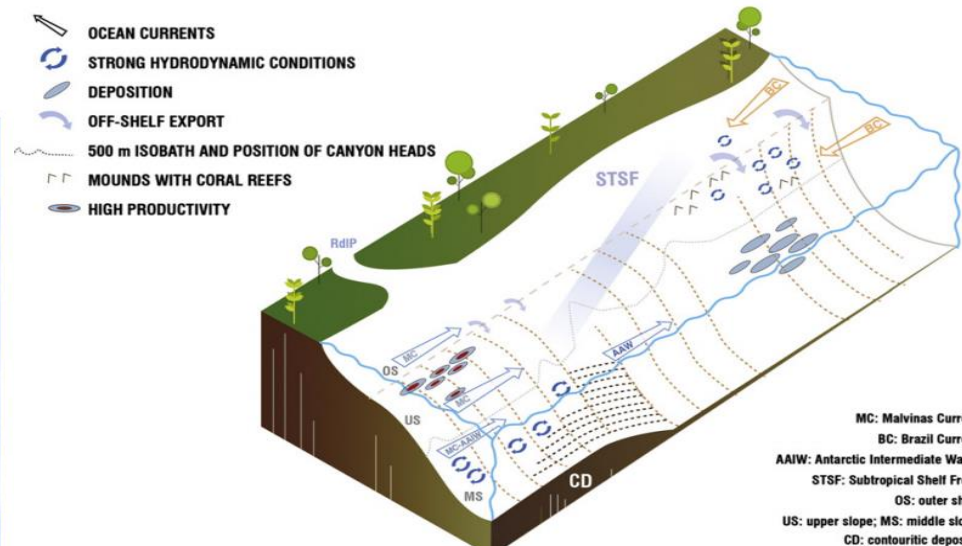 OCEAN CURRENTS
STRONG HYDRODYNAMIC CONDITIONS
DEPOSITION
OFF-SHELF EXPORT
500 m ISOBATH AND POSITION OF CANYON HEADS
MOUNDS WITH CORAL REEFS
HIGH PRODUCTIVITY
BC
BC
STSF
RdlP
MC
OS
AAW
MC
US
MC-AAIW
MS
CD
MC: Malvinas Curre
BC: Brazil Curre
AAIW: Antarctic Intermediate Wa
STSF: Subtropical Shelf Fr
OS: outer sh
US: upper slope; MS: middle slo
CD: contouritic depos